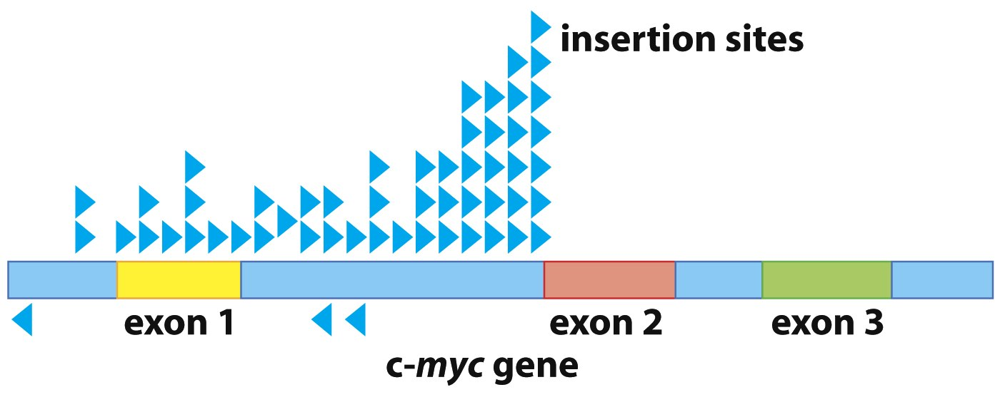 insertion sites
exon 1
exon 2
exon 3
c-myc gene